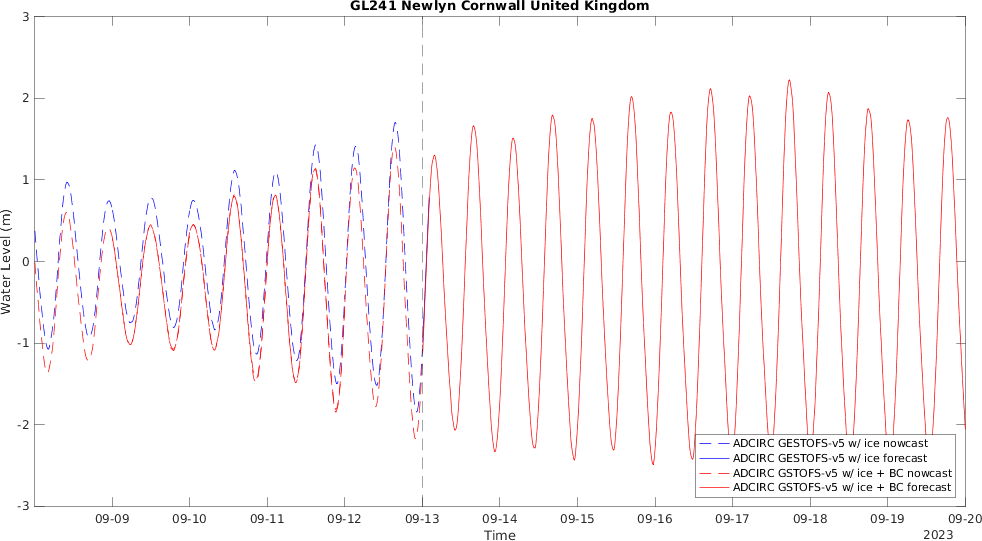 GL241 Newlyn Cornwall United Kingdom
3
2
1
0
-1
-2
-3
Water Level (m)
09-09
09-10
09-11
09-12
09-13
09-14
09-15
09-16
09-17
09-18
09-19
09-20
2023
Time
ADCIRC GESTOFS-v5 w/ ice nowcast
ADCIRC GESTOFS-v5 w/ ice forecast
ADCIRC GSTOFS-v5 w/ ice + BC nowcast
ADCIRC GSTOFS-v5 w/ ice + BC forecast